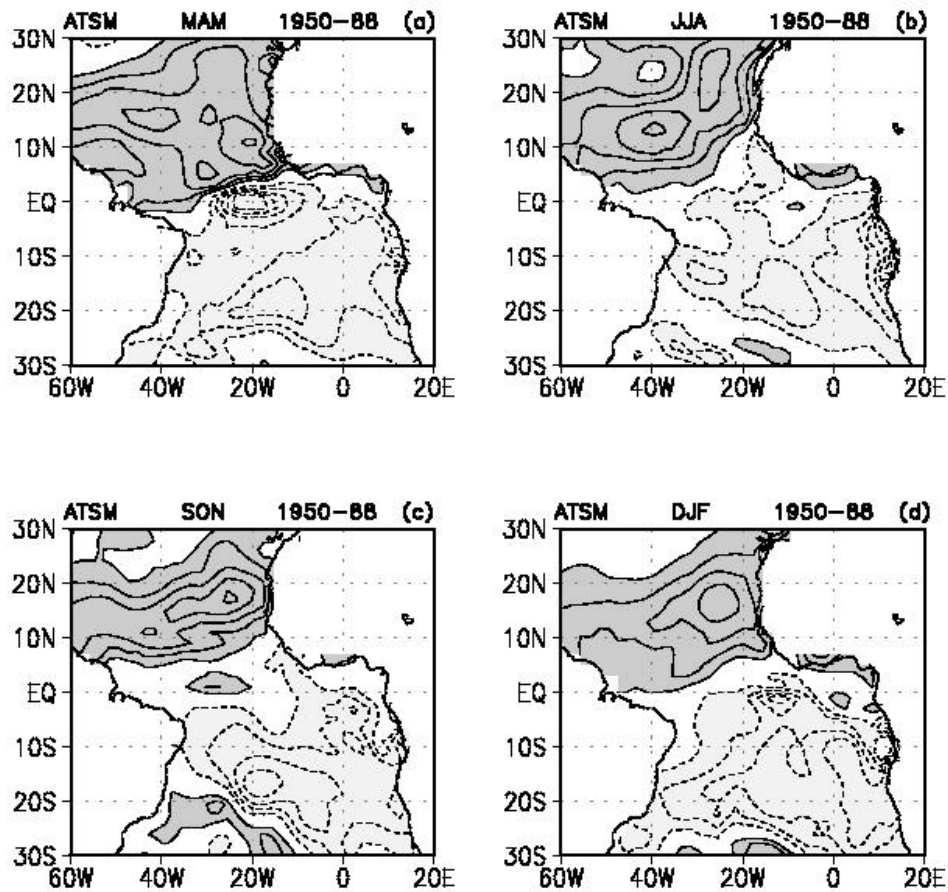 ATSM MAM 1950-88 (a)
30N
20N
10N
EQ
10S
20S
30S
60W 40W 20W 0 20E
ATSM JJA 1950-88 (b)
30N
20N
10N
EQ
10S
20S
30S
60W 40W 20W 0 20E
ATSM SON 1950-88 (c)
30N
20N
10N
EQ
10S
20S
30S
60W 40W 20W 0 20E
ATSM DJF 1950-88 (d)
30N
20N
10N
EQ
10S
20S
30S
60W 40W 20W 0 20E